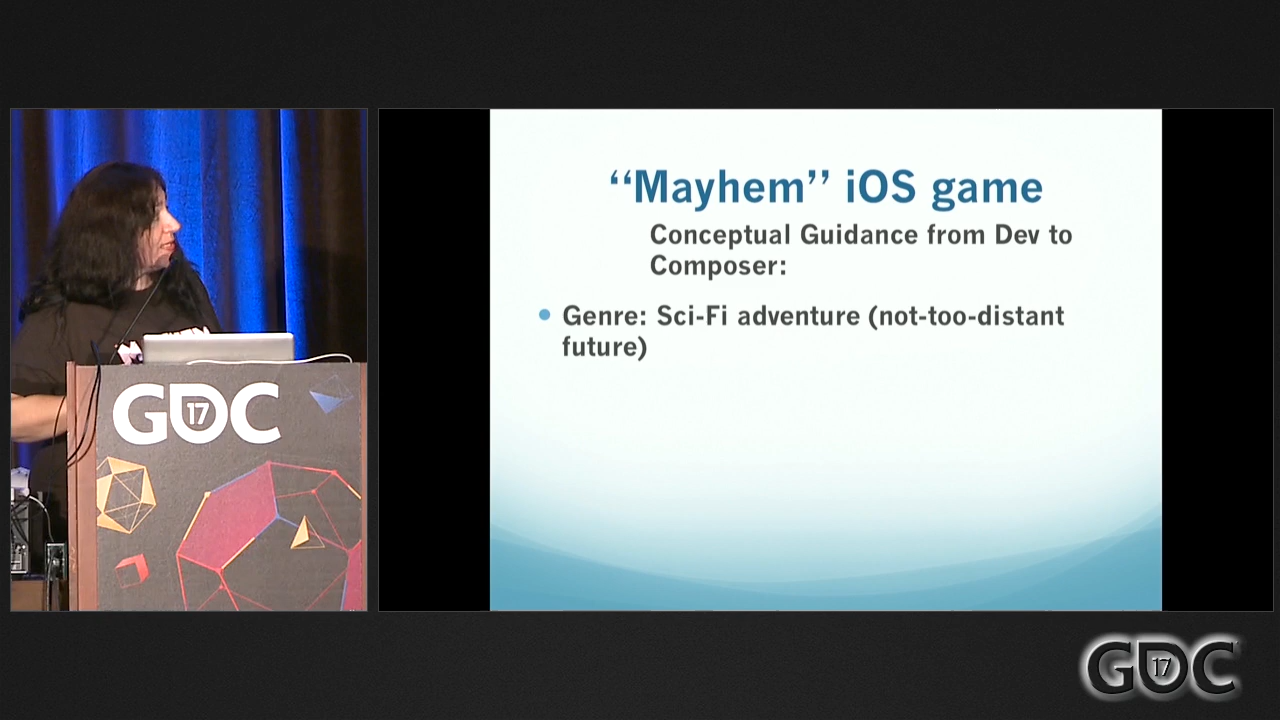 “Mayhem” iOS game
Conceptual Guidance from Dev to
Composer:
Genre: Sci-Fi adventure (not-too-distant
future)
GDC
17
GDC
17